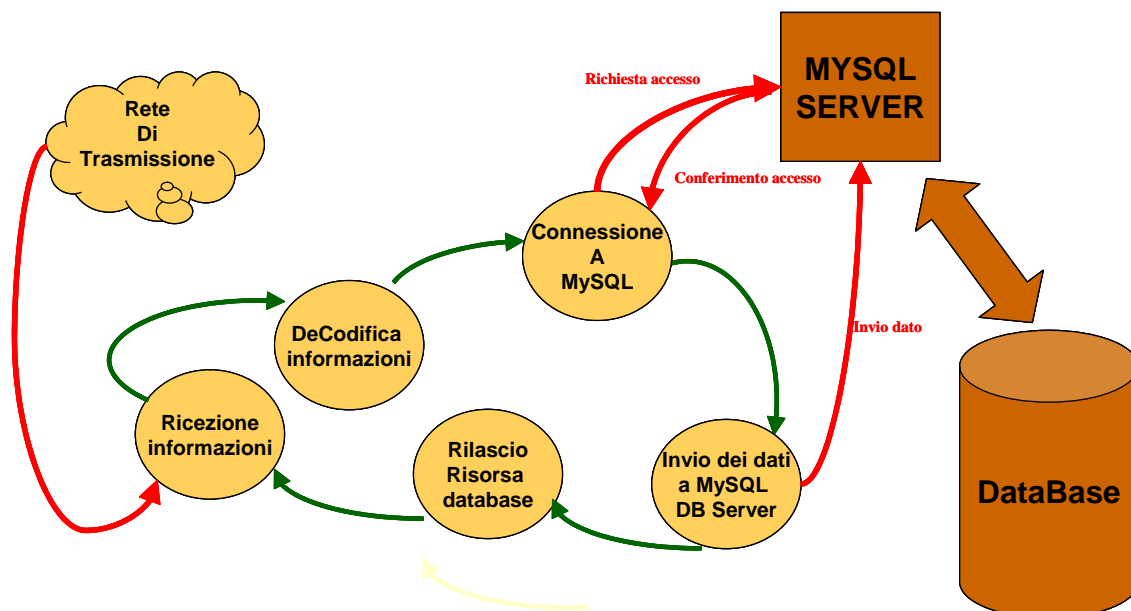 MYSQL
SERVER
Richiesta accesso
Rete
Di
Trasmissione
Conferimento accesso
Connessione
A
MySQL
DeCodifica
informazioni
Invio dato
Ricezione
informazioni
Rilascio
Risorsa
database
Invio dei dati
a MySQL
DB Server
DataBase